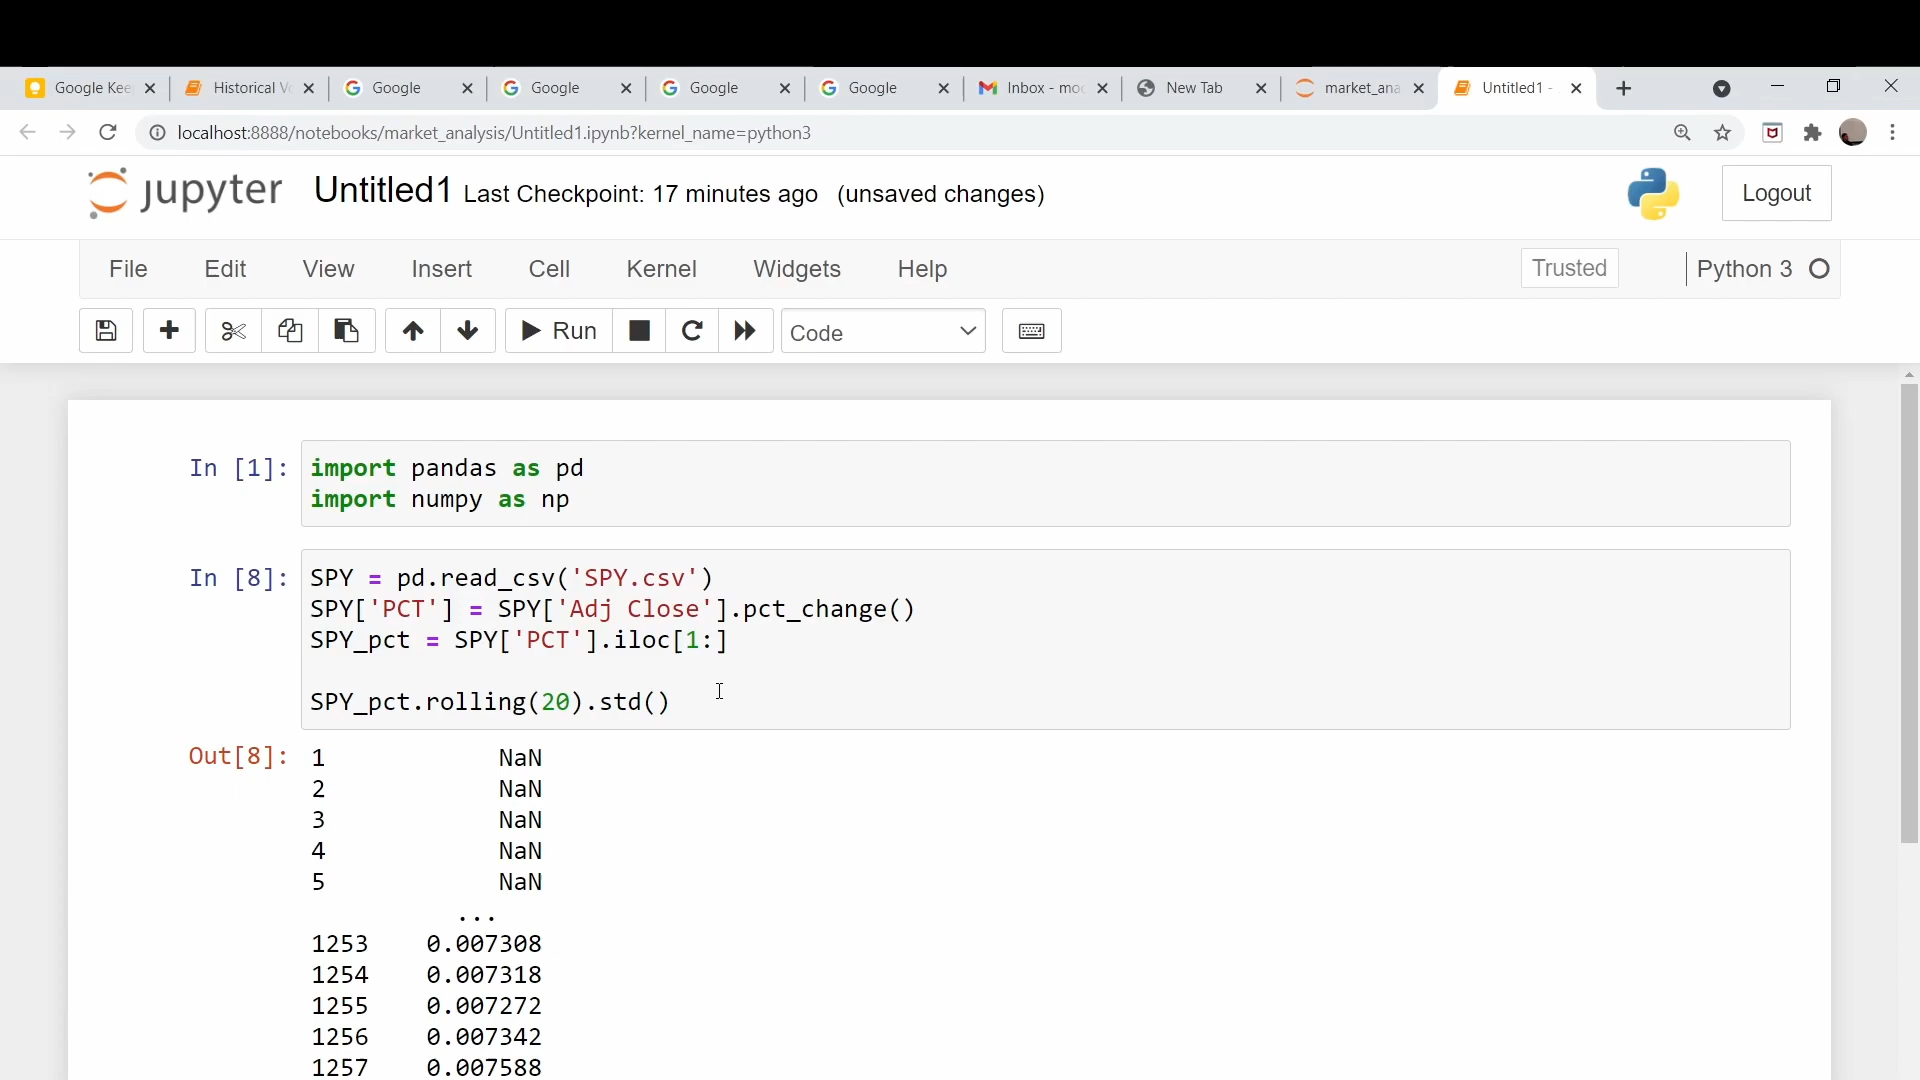 Google Kee
Historical V
Google
Google
Google
Google
Inbox - mo
New Tab
market_ana
Untitled1 -
localhost:8888/notebooks/market_analysis/Untitled1.ipynb?kernel_name=python3
jupyter Untitled1 Last Checkpoint: 17 minutes ago (unsaved changes)
Logout
File Edit View Insert Cell Kernel Widgets Help
Trusted
Python 3
Run
Code
In [1]: import pandas as pd
import numpy as np
In [8]: SPY = pd.read_csv('SPY.csv')
SPY['PCT'] = SPY['Adj Close'].pct_change()
SPY_pct = SPY['PCT'].iloc[1:]
SPY_pct.rolling(20).std()
Out[8]: 1 NaN
2 NaN
3 NaN
4 NaN
5 NaN
...
1253 0.007308
1254 0.007318
1255 0.007272
1256 0.007342
1257 0.007588